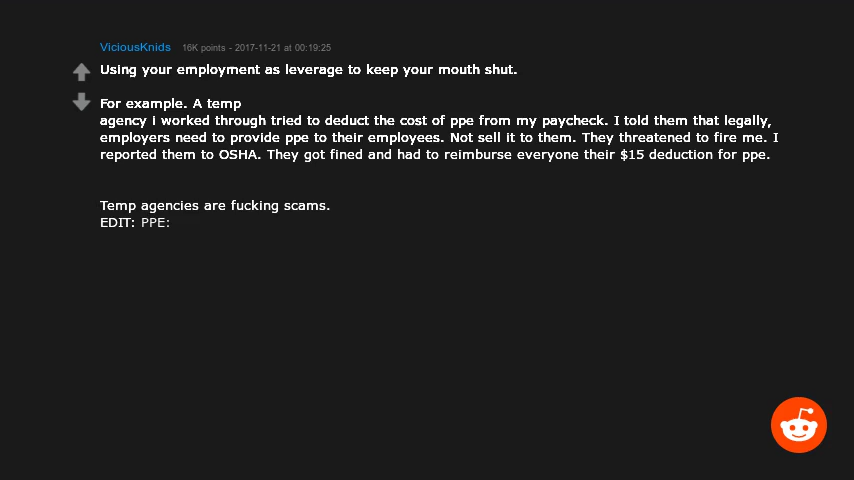 ViciousKnids 16K points - 2017-11-21 at 00:19:25
Using your employment as leverage to keep your mouth shut.
For example. A temp
agency i worked through tried to deduct the cost of ppe from my paycheck. I told them that legally,
employers need to provide ppe to their employees. Not sell it to them. They threatened to fire me. I
reported them to OSHA. They got fined and had to reimburse everyone their $15 deduction for ppe.
Temp agencies are fucking scams.
EDIT: PPE: